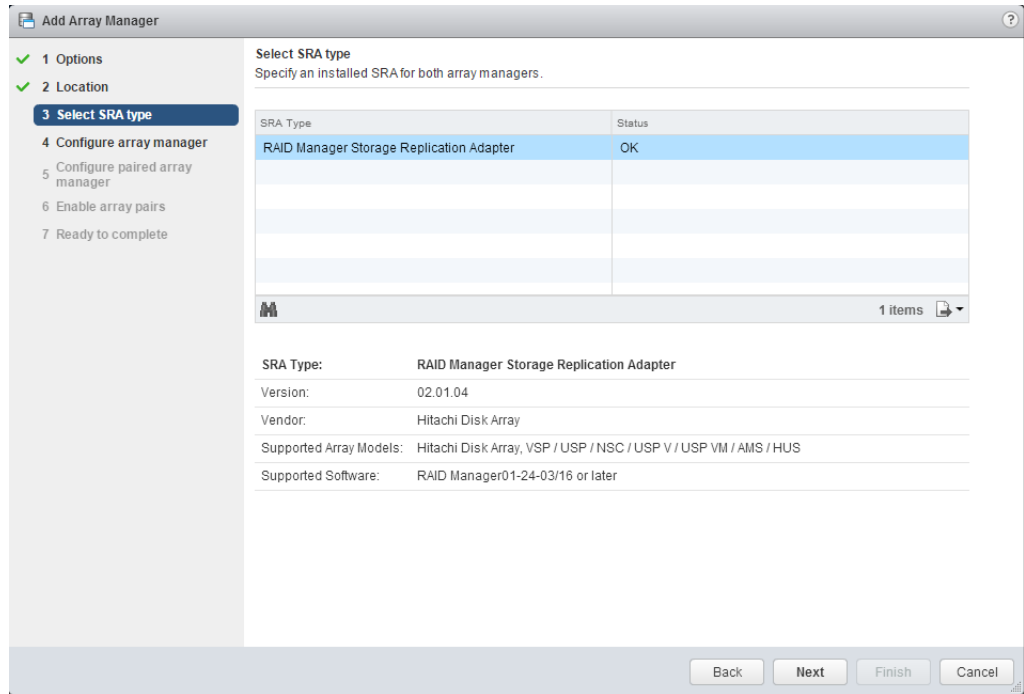 Add Array Manager
?
1 Options
2 Location
3 Select SRA type
4 Configure array manager
5 Configure paired array
manager
6 Enable array pairs
7 Ready to complete
Select SRA type
Specify an installed SRA for both array managers.
SRA Type Status
RAID Manager Storage Replication Adapter OK
1 items
SRA Type: RAID Manager Storage Replication Adapter
Version: 02.01.04
Vendor: Hitachi Disk Array
Supported Array Models: Hitachi Disk Array, VSP / USP / NSC / USP V / USP VM / AMS / HUS
Supported Software: RAID Manager01-24-03/16 or later
Back Next Finish Cancel